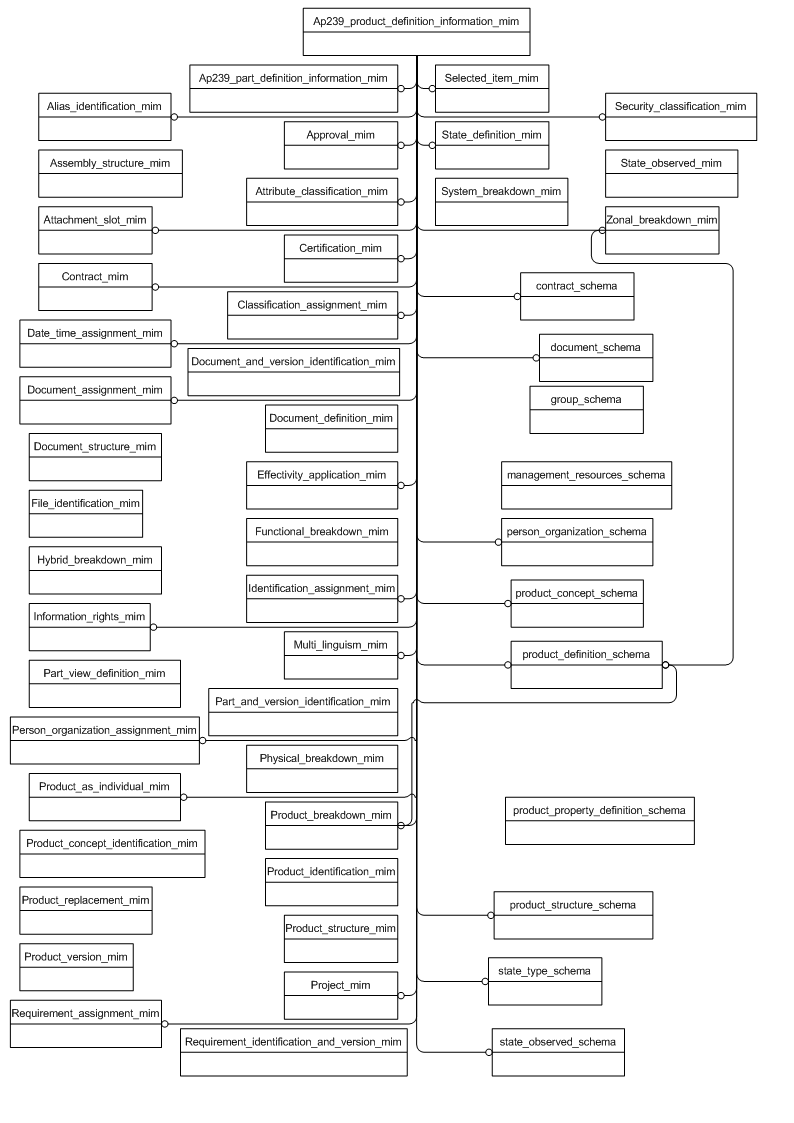 Ap239_product_definition_information_mim
Ap239_part_definition_information_mim
Selected_item_mim
Alias_identification_mim
Security_classification_mim
Approval_mim
State_definition_mim
Assembly_structure_mim
State_observed_mim
Attribute_classification_mim
System_breakdown_mim
Attachment_slot_mim
Zonal_breakdown_mim
Certification_mim
Contract_mim
contract_schema
Classification_assignment_mim
Date_time_assignment_mim
document_schema
Document_and_version_identification_mim
Document_assignment_mim
group_schema
Document_definition_mim
Document_structure_mim
Effectivity_application_mim
management_resources_schema
File_identification_mim
Functional_breakdown_mim
person_organization_schema
Hybrid_breakdown_mim
Identification_assignment_mim
product_concept_schema
Information_rights_mim
Multi_linguism_mim
product_definition_schema
Part_view_definition_mim
Part_and_version_identification_mim
Person_organization_assignment_mim
Physical_breakdown_mim
Product_as_individual_mim
product_property_definition_schema
Product_breakdown_mim
Product_concept_identification_mim
Product_identification_mim
Product_replacement_mim
product_structure_schema
Product_structure_mim
Product_version_mim
state_type_schema
Project_mim
Requirement_assignment_mim
Requirement_identification_and_version_mim
state_observed_schema